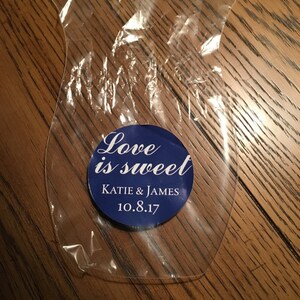 Love
is sweet
KATIE & JAMES
10.8.17